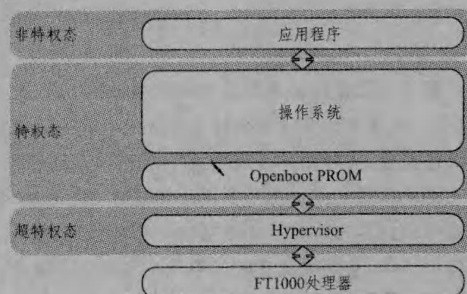 非特权态
应用程序
特权态
操作系统
Openboot PROM
超特权态
Hypervisor
FT1000处理器